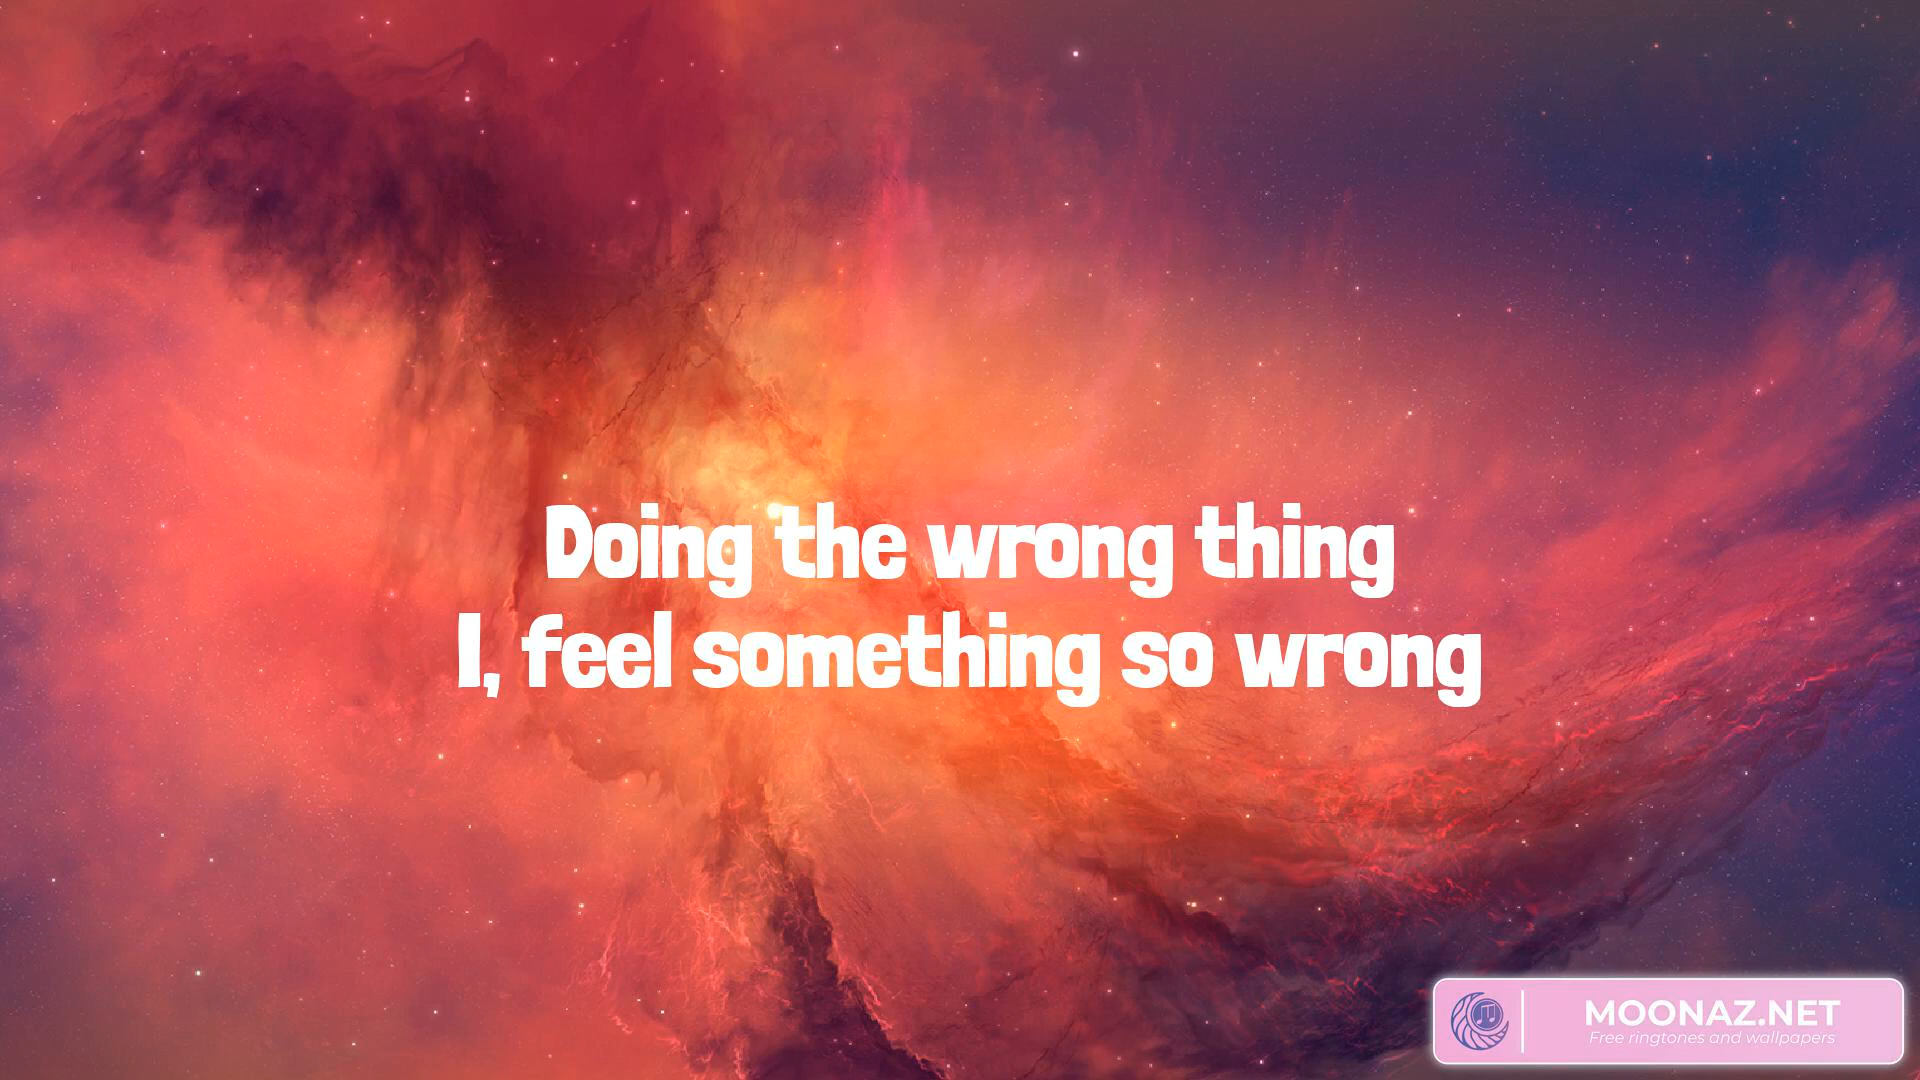 Doing the wrong thing
I, feel something so wrong
MOONAZ.NET
Free ringtones and wallpapers